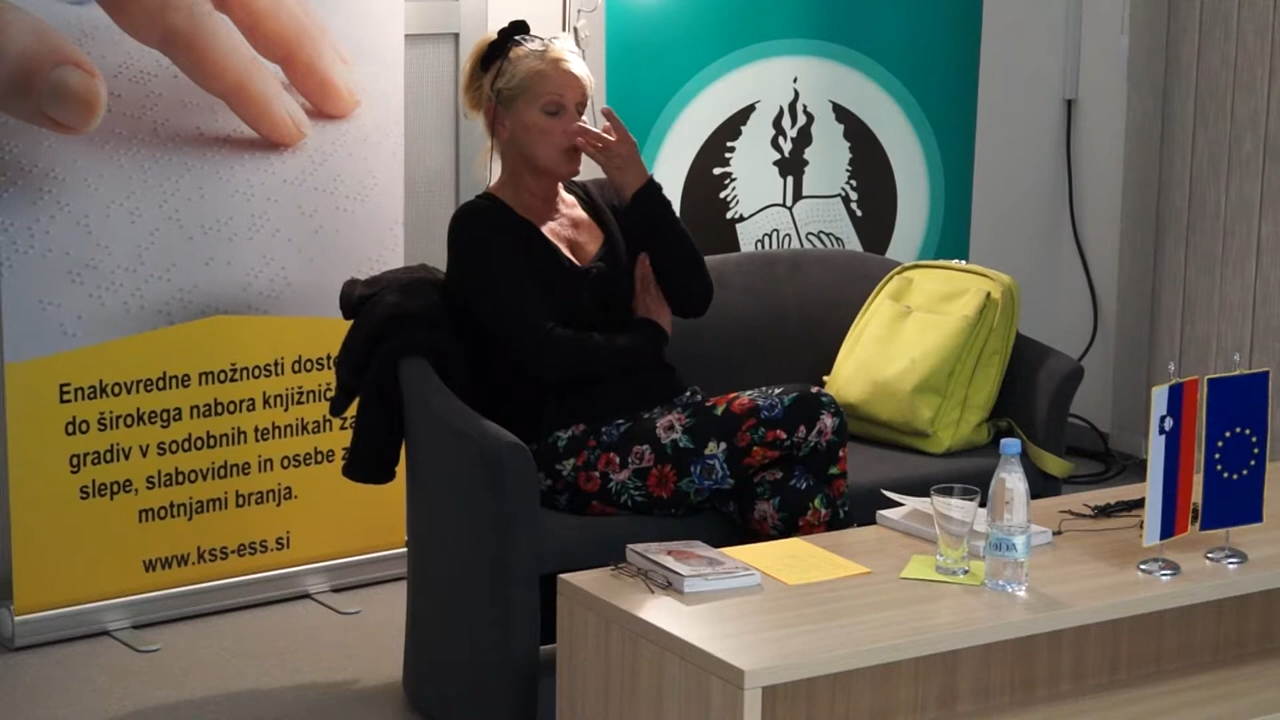 Enakovredne možnosti
do širokega nabora
gradiv v sodobnih tehnikah za
slepe, slabovidne in osebe z
motnjami branja.
www.kss-ess.si